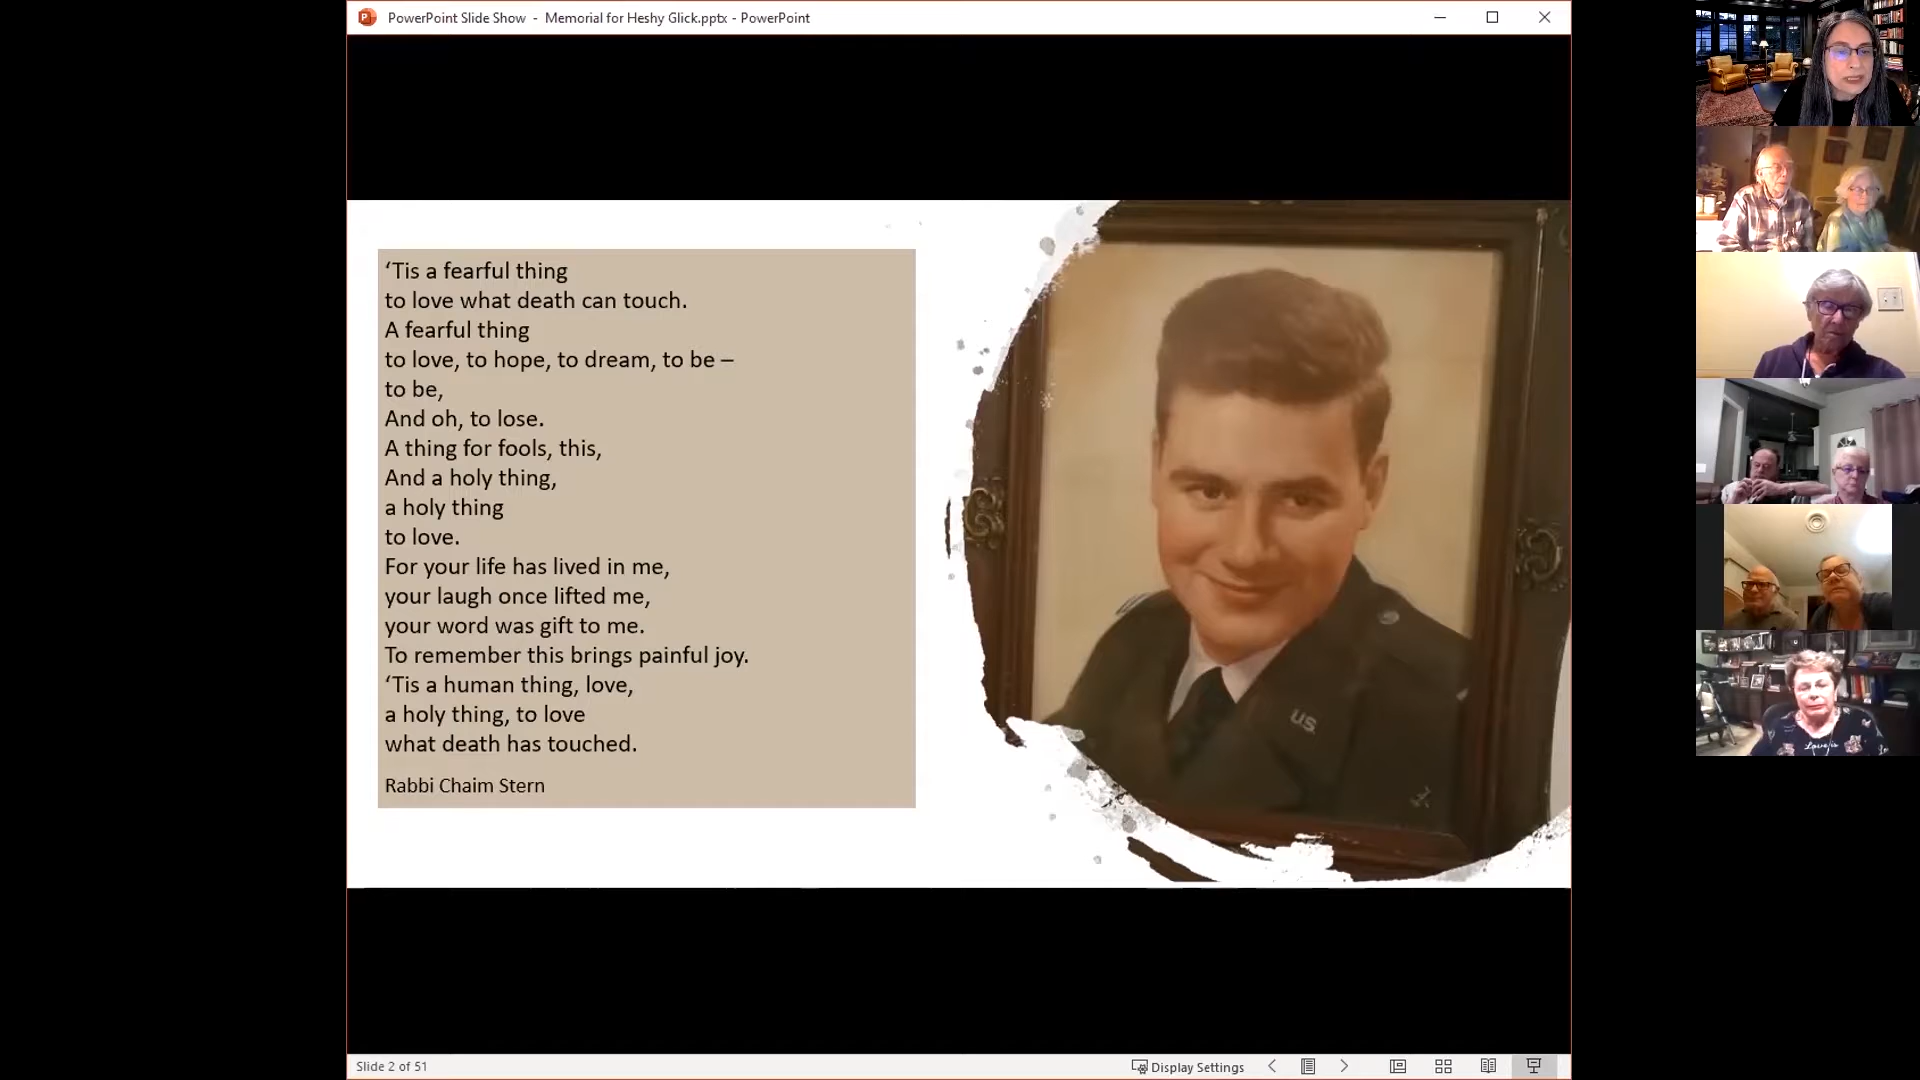 PowerPoint Slide Show - Memorial for Heshy Glick.pptx - PowerPoint
‘Tis a fearful thing
to love what death can touch.
A fearful thing
to love, to hope, to dream, to be –
to be,
And oh, to lose.
A thing for fools, this,
And a holy thing,
a holy thing
to love.
For your life has lived in me,
your laugh once lifted me,
your word was gift to me.
To remember this brings painful joy.
‘Tis a human thing, love,
a holy thing, to love
what death has touched.
Rabbi Chaim Stern
US
Slide 2 of 51
Display Settings